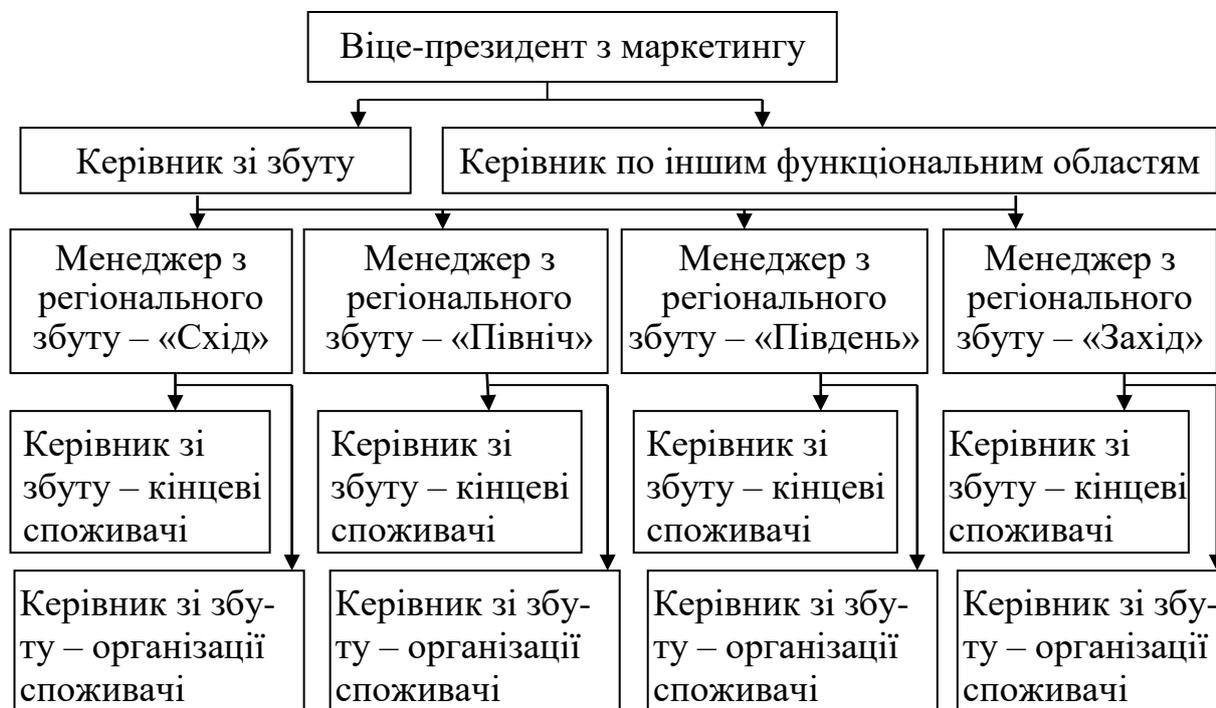 Віце-президент з маркетингу
Керівник зі збуту
Керівник по іншим функціональним областям
Менеджер з
регіонального
збуту – «Схід»
Менеджер з
регіонального
збуту – «Північ»
Менеджер з
регіонального
збуту – «Південь»
Менеджер з
регіонального
збуту – «Захід»
Керівник зі
збуту – кінцеві
споживачі
Керівник зі
збуту – кінцеві
споживачі
Керівник зі
збуту – кінцеві
споживачі
Керівник зі
збуту – кінцеві
споживачі
Керівник зі збу-
ту – організації
споживачі
Керівник зі збу-
ту – організації
споживачі
Керівник зі збу-
ту – організації
споживачі
Керівник зі збу-
ту – організації
споживачі